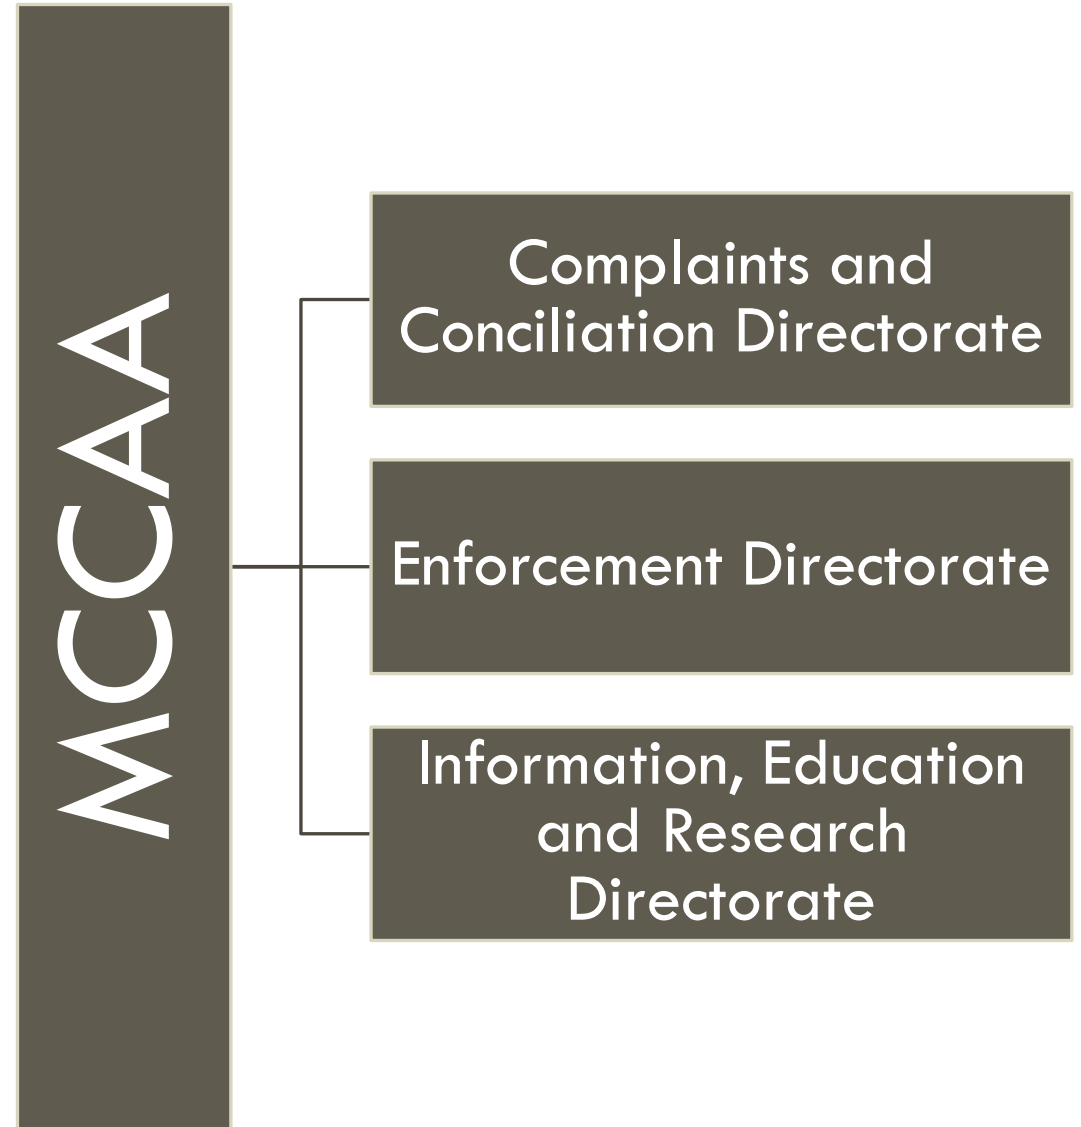 MCCAA
Complaints and
Conciliation Directorate
Enforcement Directorate
Information, Education
and Research
Directorate